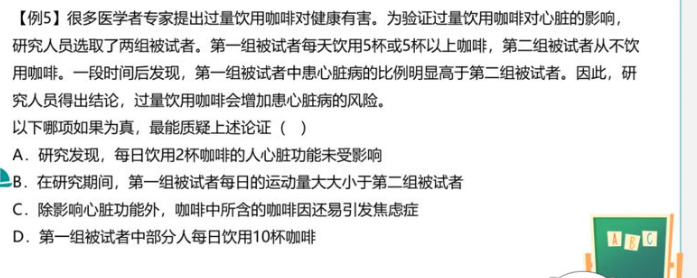 【例5】很多医学者专家提出过量饮用咖啡对健康有害。为验证过量饮用咖啡对心脏的影响，
研究人员选取了两组被试者。第一组被试者每天饮用5杯或5杯以上咖啡，第二组被试者从不饮
用咖啡。一段时间后发现，第一组被试者中患心脏病的比例明显高于第二组被试者。因此，研
究人员得出结论，过量饮用咖啡会增加患心脏病的风险。
以下哪项如果为真，最能质疑上述论证（ ）
A．研究发现，每日饮用2杯咖啡的人心脏功能未受影响
B．在研究期间，第一组被试者每日的运动量大大小于第二组被试者
C．除影响心脏功能外，咖啡中所含的咖啡因还易引发焦虑症
D．第一组被试者中部分人每日饮用10杯咖啡
A B C